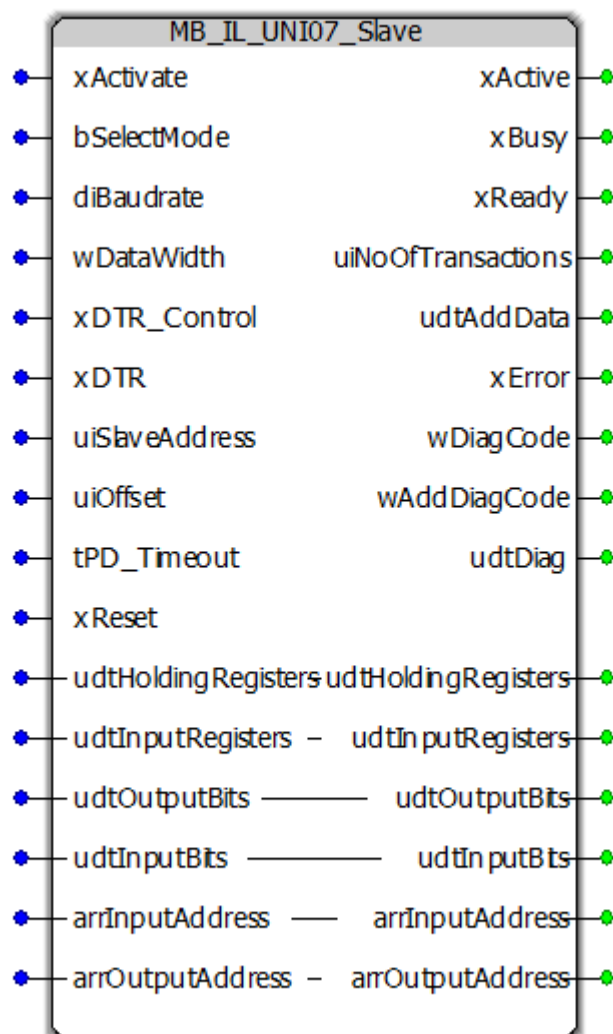 MB_IL_UNI07_Slave
xActivate xActive
bSelectMode xBusy
diBaudrate xReady
wDataWidth uiNoOfTransactions
xDTR_Control udtAddData
xDTR xError
uiSlaveAddress wDiagCode
uiOffset wAddDiagCode
tPD_Timeout udtDiag
xReset
udtHoldingRegisters udtHoldingRegisters
udtInputRegisters udtInputRegisters
udtOutputBits udtOutputBits
udtInputBits udtInputBits
arrInputAddress arrInputAddress
arrOutputAddress arrOutputAddress